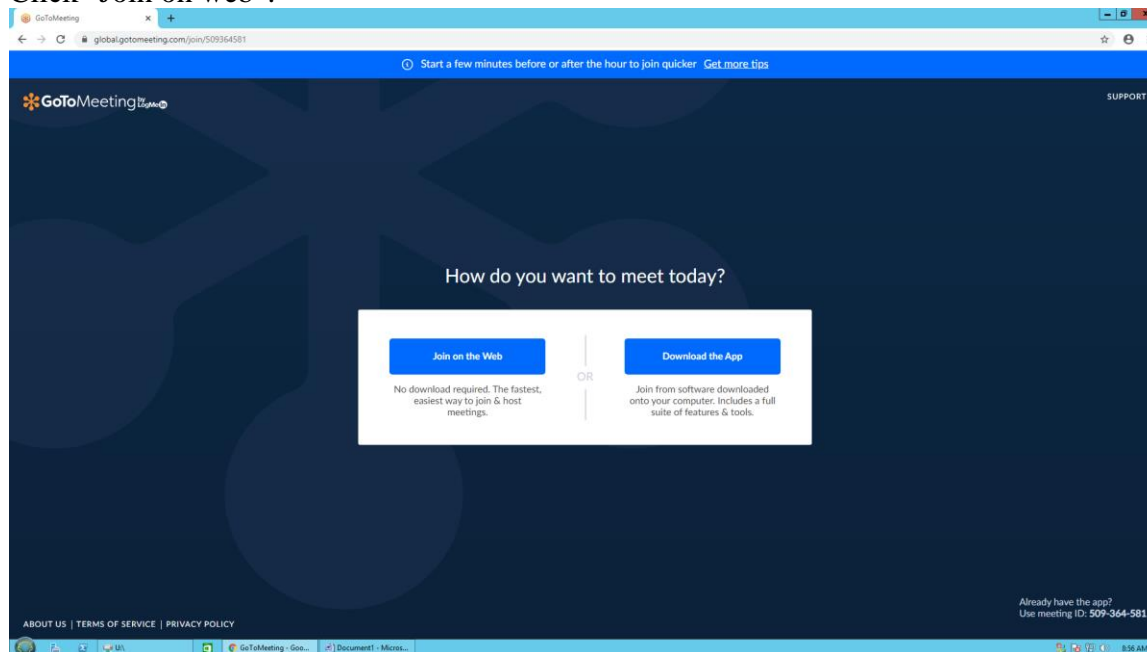 Click "Join on web".
GoToMeeting
global.gotomeeting.com/join/509364581
Start a few minutes before or after the hour to join quicker Get more tips
GoToMeeting by LogMeIn
SUPPORT
How do you want to meet today?
Join on the Web
No download required. The fastest,
easiest way to join & host
meetings.
OR
Download the App
Join from software downloaded
onto your computer. Includes a full
suite of features & tools.
Already have the app?
Use meeting ID: 509-364-581
ABOUT US | TERMS OF SERVICE | PRIVACY POLICY
U:\
GoToMeeting - Goo...
Document1 - Micros...
8:56 AM